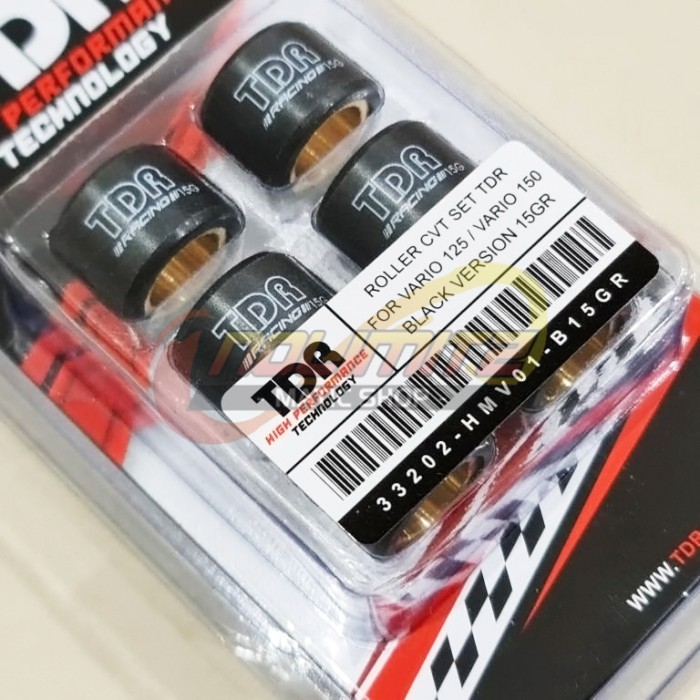 TDR
PERFORMANCE
TECHNOLOGY
TDR
RACING 15G
TDR
RACING 15G
TDR
RACING
TDR
RACING 15G
ROLLER CVT SET TDR
FOR VARIO 125 / VARIO 150
BLACK VERSION 15GR
TDR
HIGH PERFORMANCE
TECHNOLOGY
33202-HMV01-B15GR
WWW.TDR